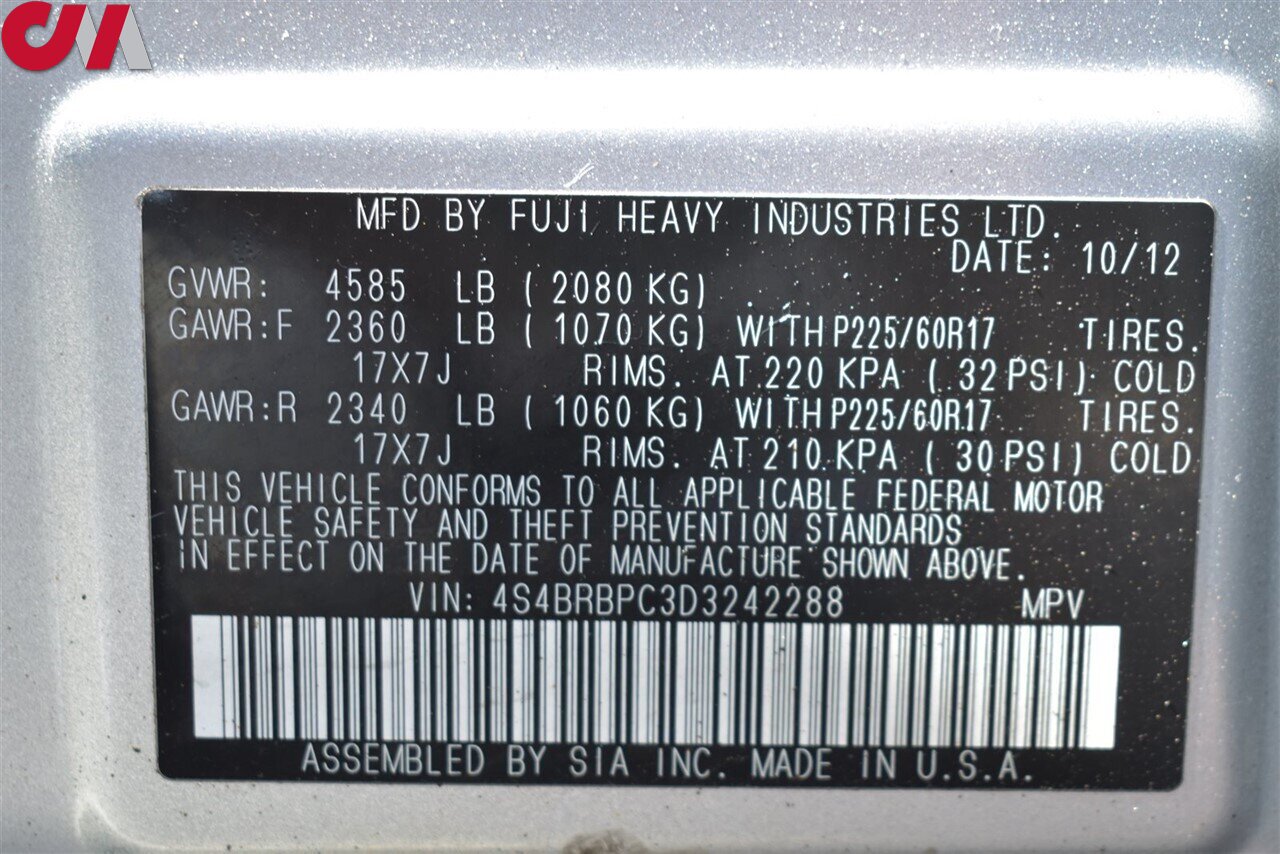 CM
MFD BY FUJI HEAVY INDUSTRIES LTD.
DATE: 10/12
GVWR: 4585 LB (2080 KG)
GAWR:F 2360 LB (1070 KG) WITH P225/60R17 TIRES.
17X7J RIMS. AT 220 KPA (32 PSI) COLD
GAWR:R 2340 LB (1060 KG) WITH P225/60R17 TIRES.
17X7J RIMS. AT 210 KPA (30 PSI) COLD
THIS VEHICLE CONFORMS TO ALL APPLICABLE FEDERAL MOTOR
VEHICLE SAFETY AND THEFT PREVENTION STANDARDS
IN EFFECT ON THE DATE OF MANUFACTURE SHOWN ABOVE.
VIN: 4S4BRBPC3D3242288 MPV
ASSEMBLED BY SIA INC. MADE IN U.S.A.